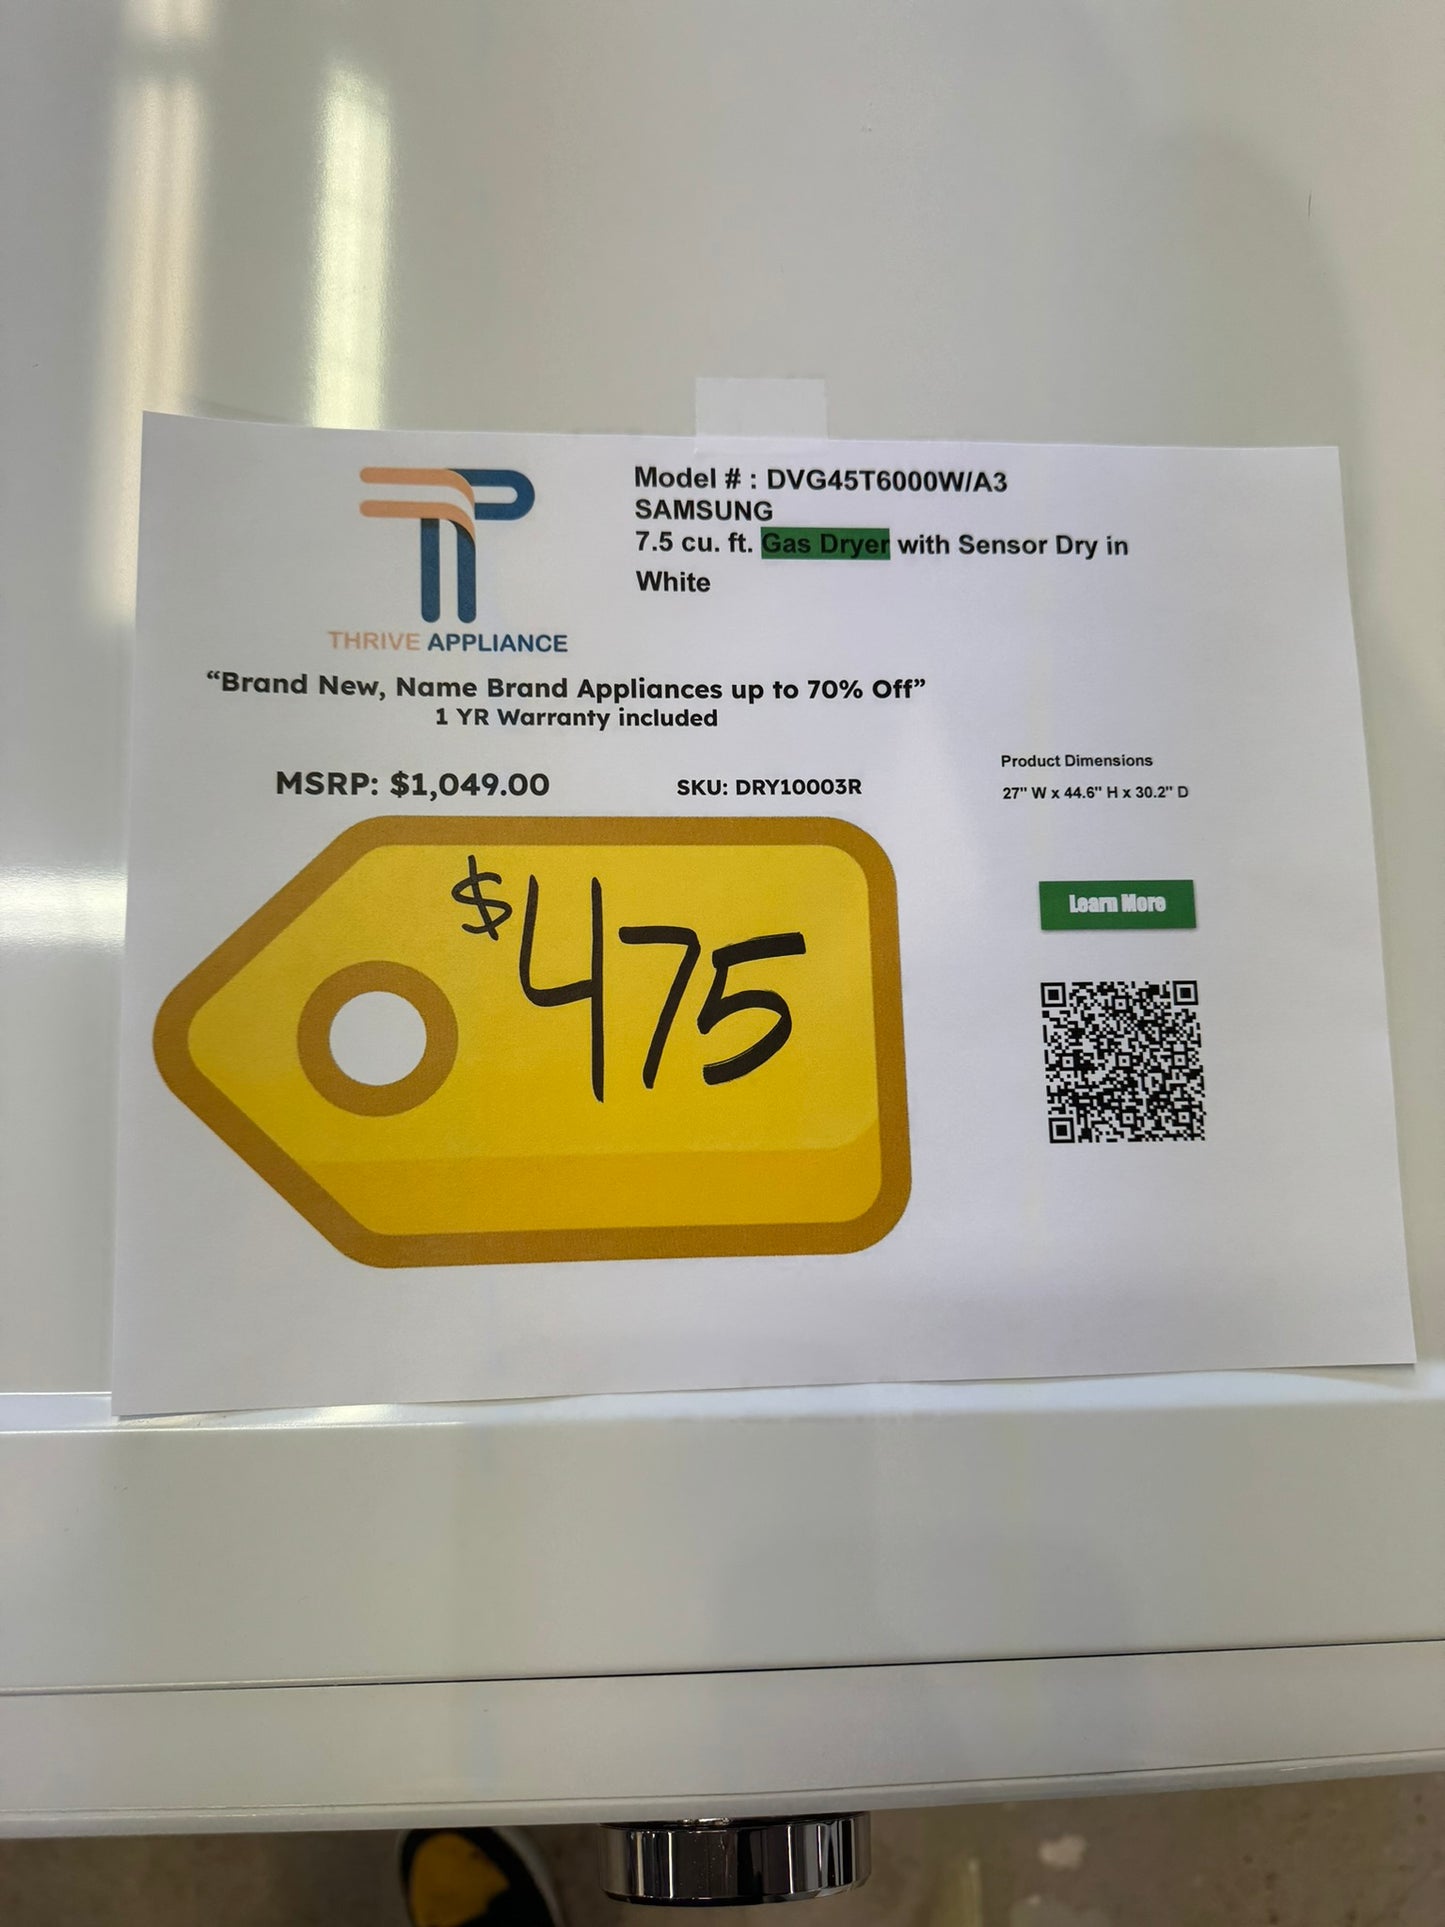 THRIVE APPLIANCE
Model # : DVG45T6000W/A3
SAMSUNG
7.5 cu. ft. Gas Dryer with Sensor Dry in
White
“Brand New, Name Brand Appliances up to 70% Off”
1 YR Warranty included
MSRP: $1,049.00
SKU: DRY10003R
Product Dimensions
27" W x 44.6" H x 30.2" D
$475
Learn More